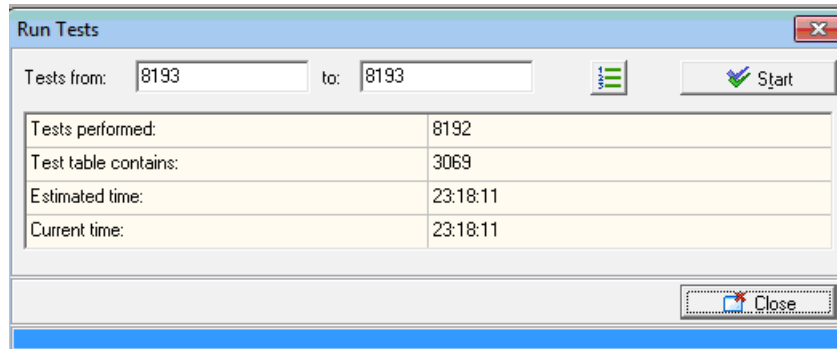 Run Tests
Tests from: 8193 to: 8193 Start
Tests performed: 8192
Test table contains: 3069
Estimated time: 23:18:11
Current time: 23:18:11
Close